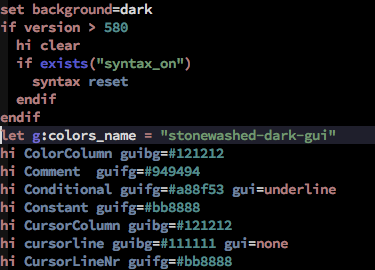 set background=dark
if version > 580
  hi clear
  if exists("syntax_on")
    syntax reset
  endif
endif
let g:colors_name = "stonewashed-dark-gui"
hi ColorColumn guibg=#121212
hi Comment  guifg=#949494
hi Conditional guifg=#a88f53 gui=underline
hi Constant guifg=#bb8888
hi CursorColumn guibg=#121212
hi cursorline guibg=#111111 gui=none
hi CursorLineNr guifg=#bb8888